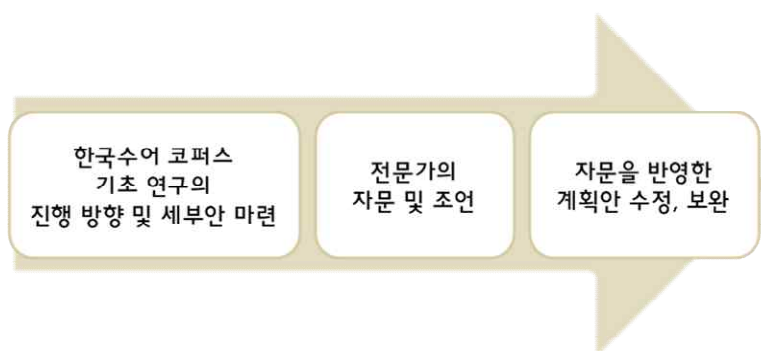 한국수어 코퍼스
기초 연구의
진행 방향 및 세부안 마련
전문가의
자문 및 조언
자문을 반영한
계획안 수정, 보완